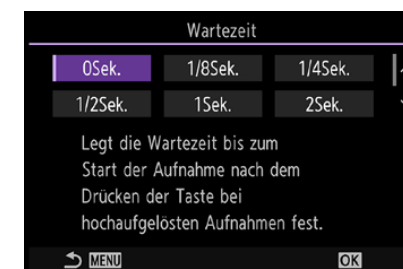 Wartezeit
0Sek. 1/8Sek. 1/4Sek.
1/2Sek. 1Sek. 2Sek.
Legt die Wartezeit bis zum
Start der Aufnahme nach dem
Drücken der Taste bei
hochaufgelösten Aufnahmen fest.
MENU OK